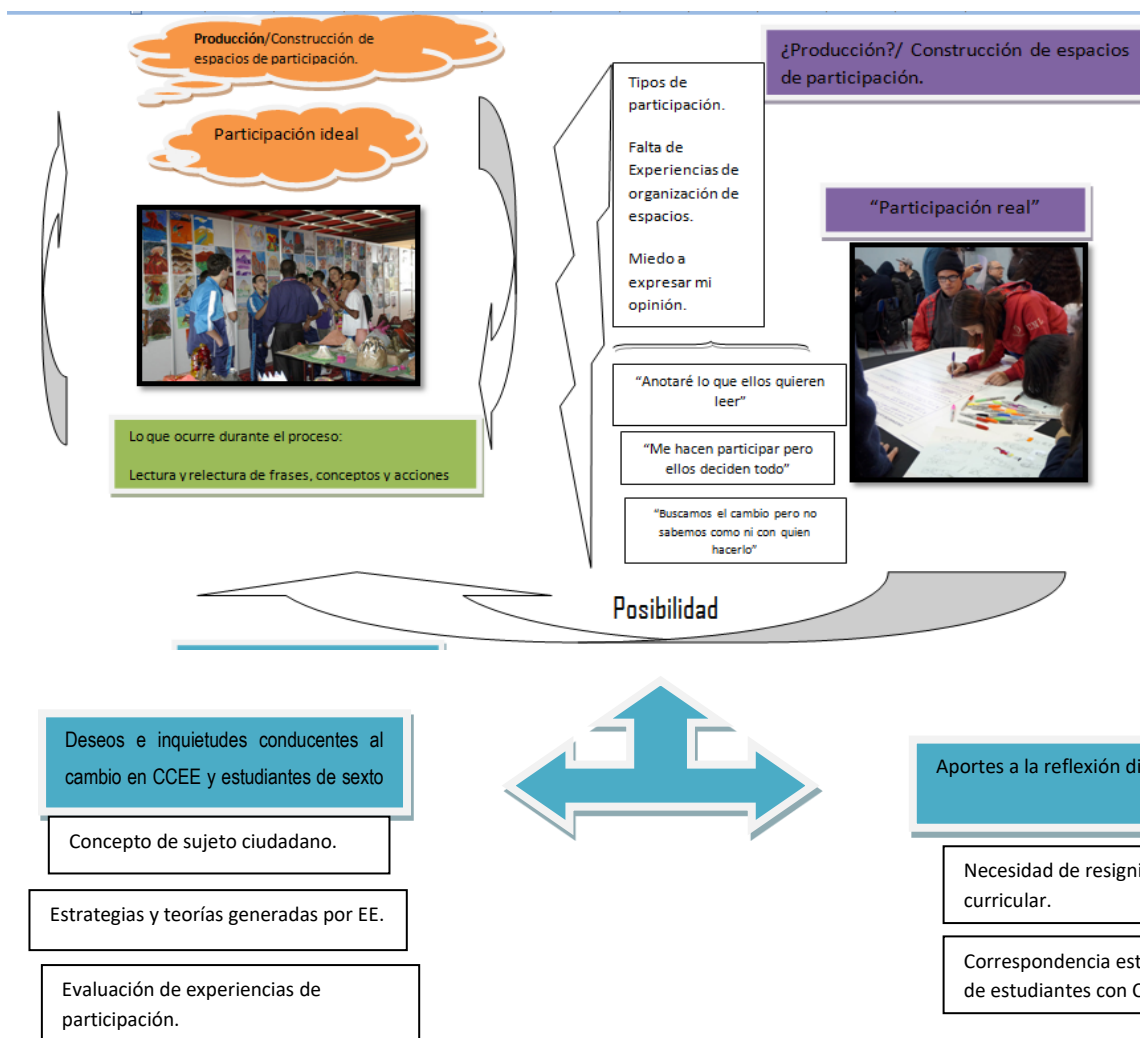 Producción/Construcción de
espacios de participación.
Participación ideal
Lo que ocurre durante el proceso:
Lectura y relectura de frases, conceptos y acciones
Tipos de
participación.
Falta de
Experiencias de
organización de
espacios.
Miedo a
expresar mi
opinión.
“Anotaré lo que ellos quieren
leer”
“Me hacen participar pero
ellos deciden todo”
“Buscamos el cambio pero no
sabemos como ni con quien
hacerlo”
¿Producción?/ Construcción de espacios
de participación.
“Participación real”
Posibilidad
Deseos e inquietudes conducentes al
cambio en CCEE y estudiantes de sexto
Concepto de sujeto ciudadano.
Estrategias y teorías generadas por EE.
Evaluación de experiencias de
participación.
Aportes a la reflexión
Necesidad de
curricular.
Correspondencia
de estudiantes con